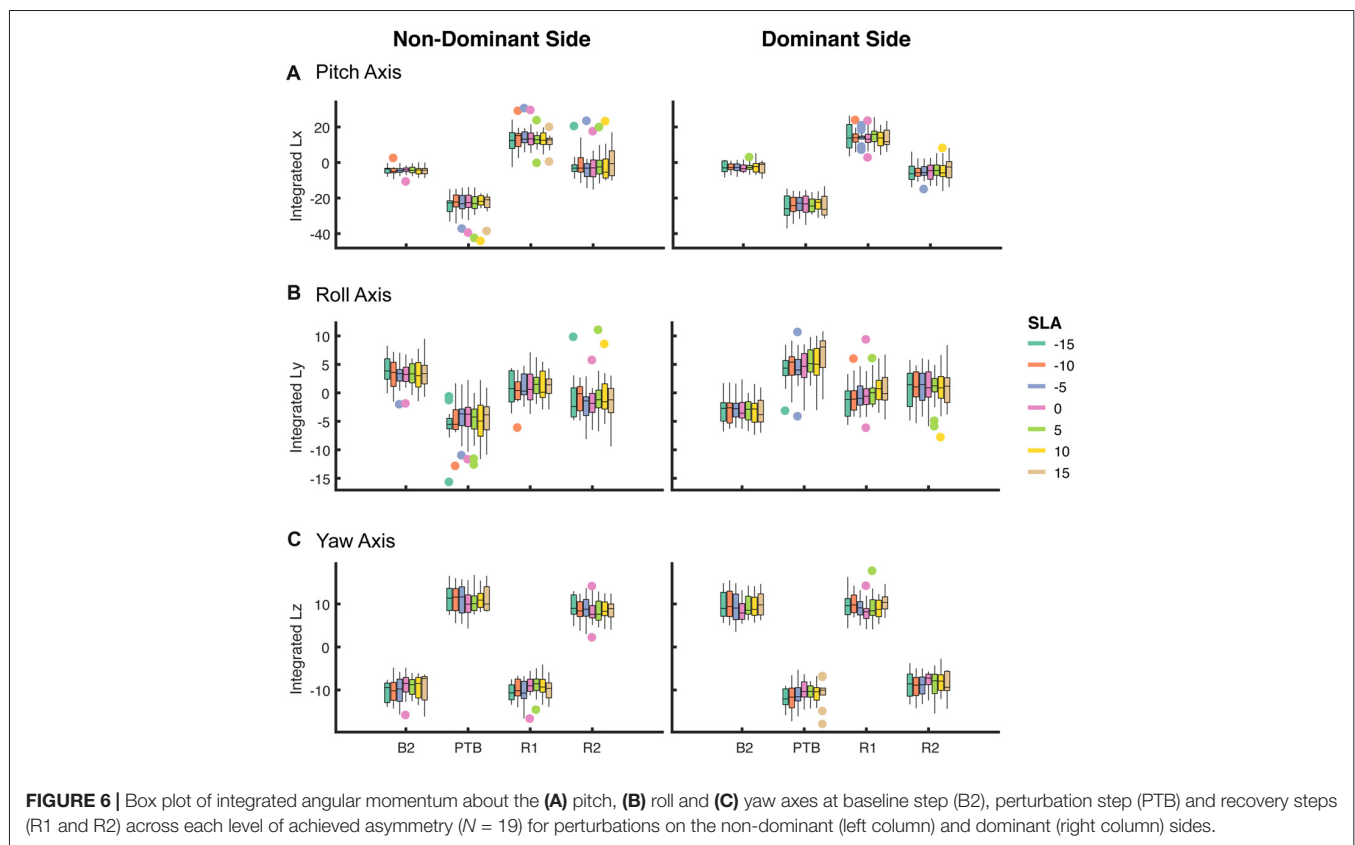 Non-Dominant Side
Dominant Side
A Pitch Axis
Integrated Lx
20
0
-20
-40
B Roll Axis
Integrated Ly
10
5
0
-5
-10
-15
SLA
-15
-10
-5
0
5
10
15
C Yaw Axis
Integrated Lz
10
0
-10
B2 PTB R1 R2
B2 PTB R1 R2
FIGURE 6 | Box plot of integrated angular momentum about the (A) pitch, (B) roll and (C) yaw axes at baseline step (B2), perturbation step (PTB) and recovery steps
(R1 and R2) across each level of achieved asymmetry (N = 19) for perturbations on the non-dominant (left column) and dominant (right column) sides.